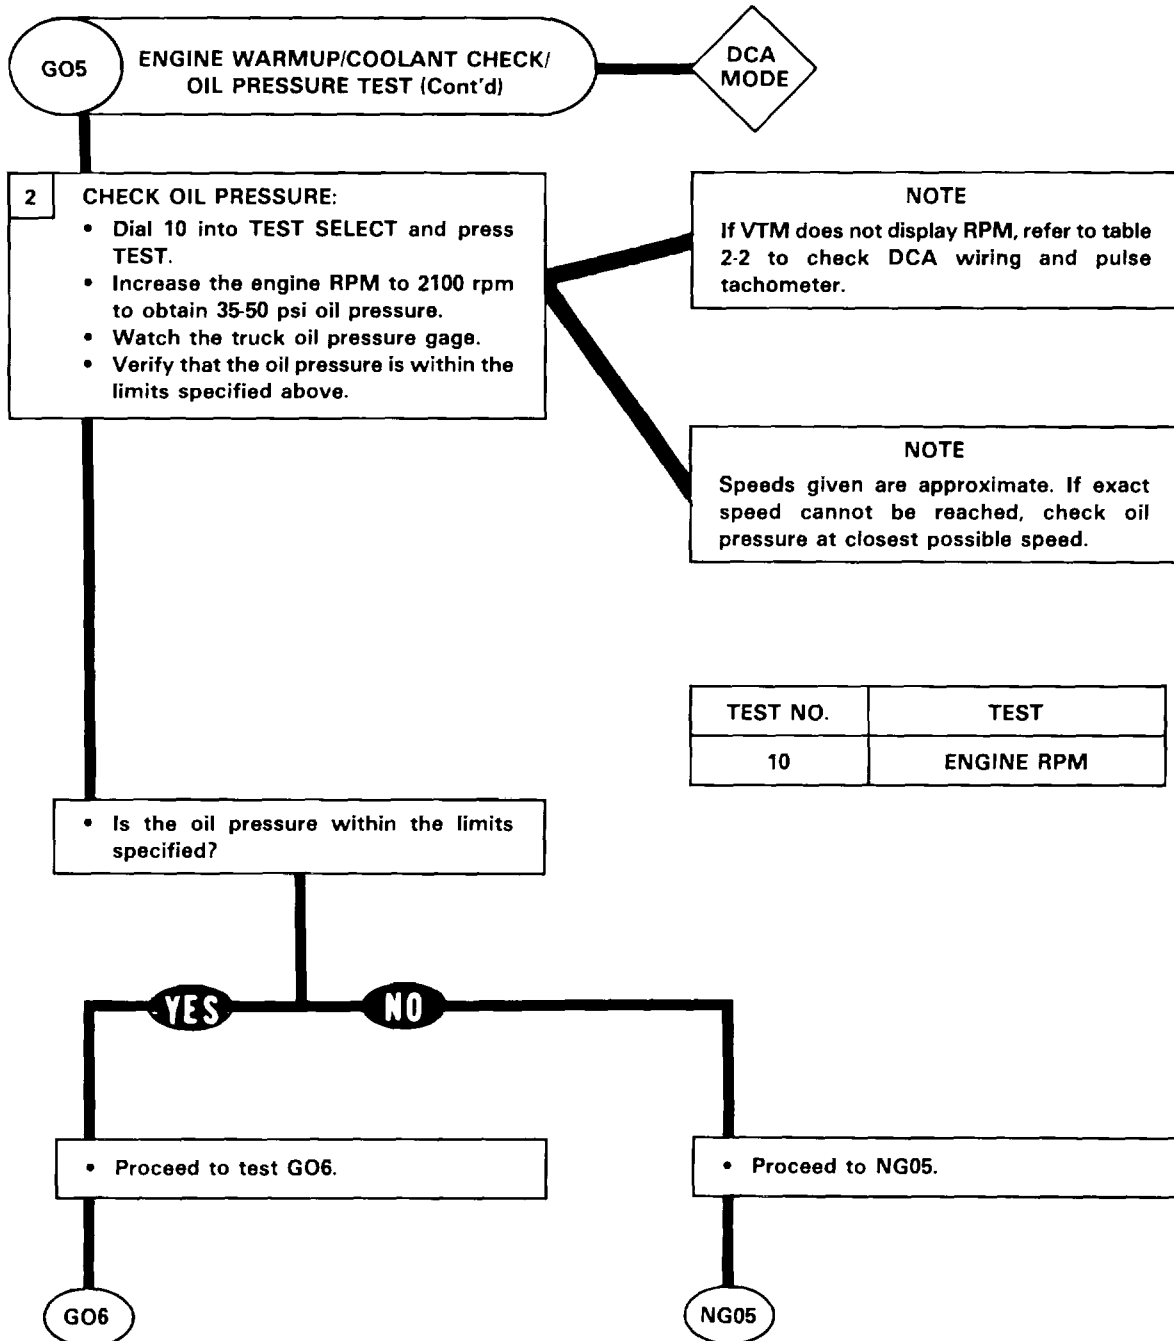 GO5
ENGINE WARMUP/COOLANT CHECK/
OIL PRESSURE TEST (Cont'd)
DCA
MODE
2
CHECK OIL PRESSURE:
• Dial 10 into TEST SELECT and press
TEST.
• Increase the engine RPM to 2100 rpm
to obtain 35-50 psi oil pressure.
• Watch the truck oil pressure gage.
• Verify that the oil pressure is within the
limits specified above.
NOTE
If VTM does not display RPM, refer to table
2-2 to check DCA wiring and pulse
tachometer.
NOTE
Speeds given are approximate. If exact
speed cannot be reached, check oil
pressure at closest possible speed.
TEST NO. TEST
10 ENGINE RPM
• Is the oil pressure within the limits
specified?
YES NO
• Proceed to test GO6.
• Proceed to NG05.
GO6
NG05